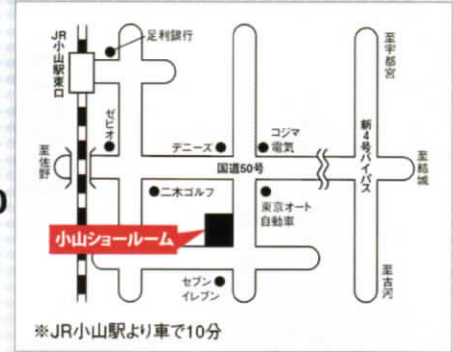 JR小山駅東口
足利銀行
至宇都宮
ゼビオ
デニーズ
コジマ
電気
新4号バイパス
至佐野
国道50号
至結城
二木ゴルフ
東京オート
自動車
小山ショールーム
セブン
イレブン
至古河
※JR小山駅より車で10分